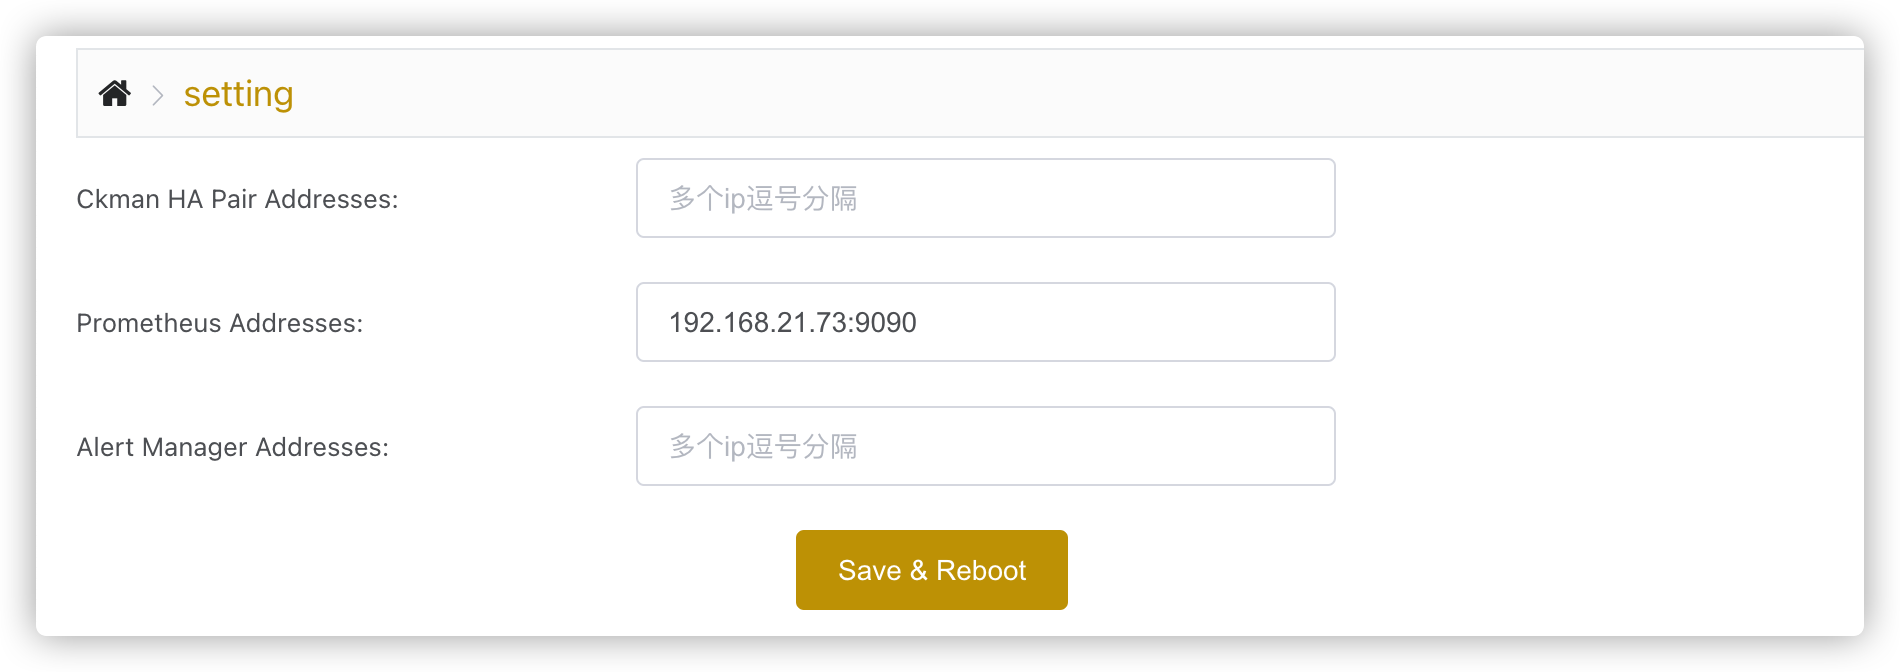 setting
Ckman HA Pair Addresses:
多个ip逗号分隔
Prometheus Addresses:
192.168.21.73:9090
Alert Manager Addresses:
多个ip逗号分隔
Save & Reboot